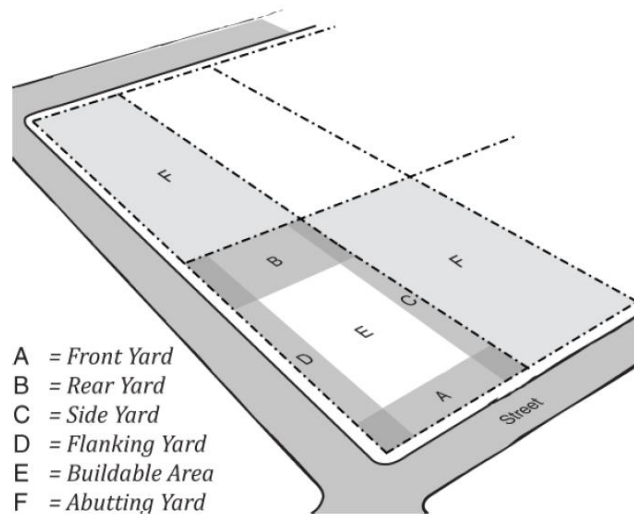 F
B
F
C
E
D
A
Street
A = Front Yard
B = Rear Yard
C = Side Yard
D = Flanking Yard
E = Buildable Area
F = Abutting Yard